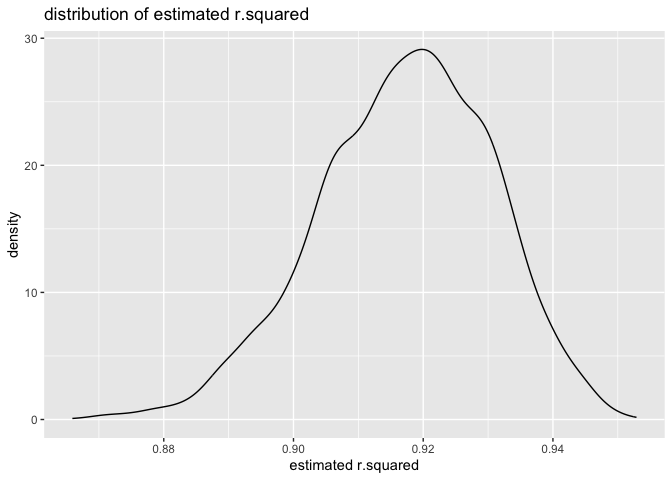 distribution of estimated r.squared
30
20
10
0
density
0.88 0.90 0.92 0.94
estimated r.squared